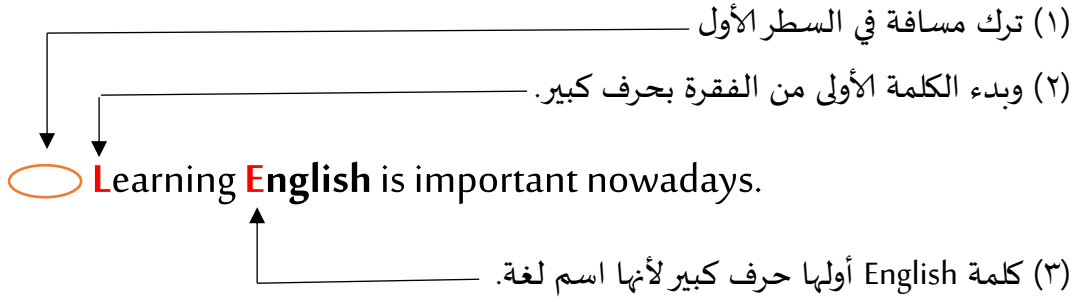 (١) ترك مسافة في السطر الأول
(٢) وبدء الكلمة الأولى من الفقرة بحرف كبير.
Learning English is important nowadays.
(٣) كلمة English أولها حرف كبير لأنها اسم لغة.